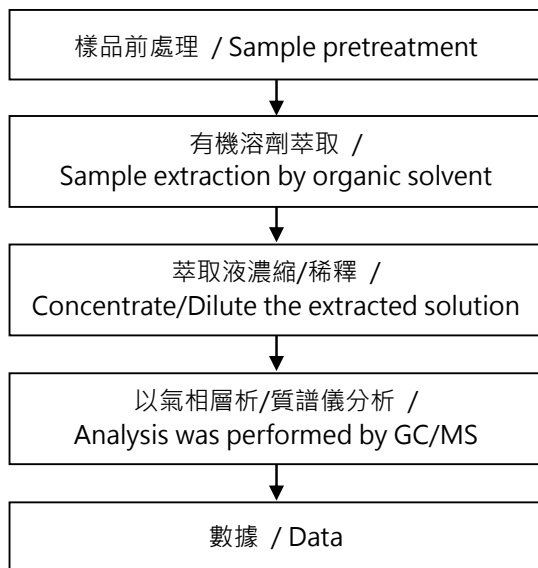 樣品前處理 / Sample pretreatment
有機溶劑萃取 /
Sample extraction by organic solvent
萃取液濃縮/稀釋 /
Concentrate/Dilute the extracted solution
以氣相層析/質譜儀分析 /
Analysis was performed by GC/MS
數據 / Data